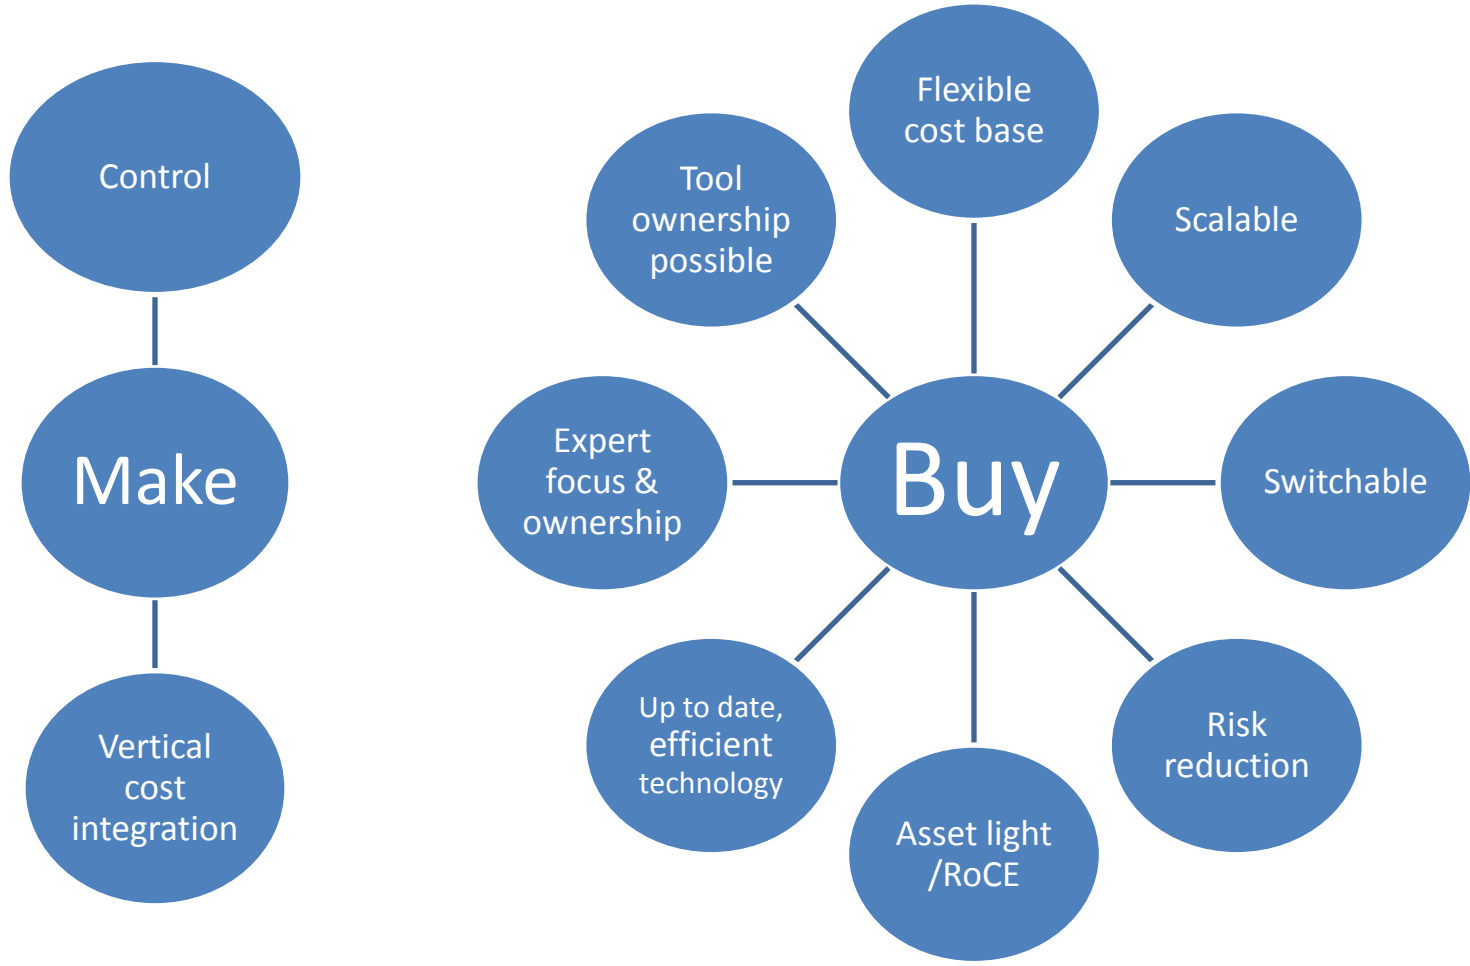 Control
Make
Vertical
cost
integration
Flexible
cost base
Scalable
Switchable
Risk
reduction
Asset light
/RoCE
Up to date,
efficient
technology
Expert
focus &
ownership
Tool
ownership
possible
Buy